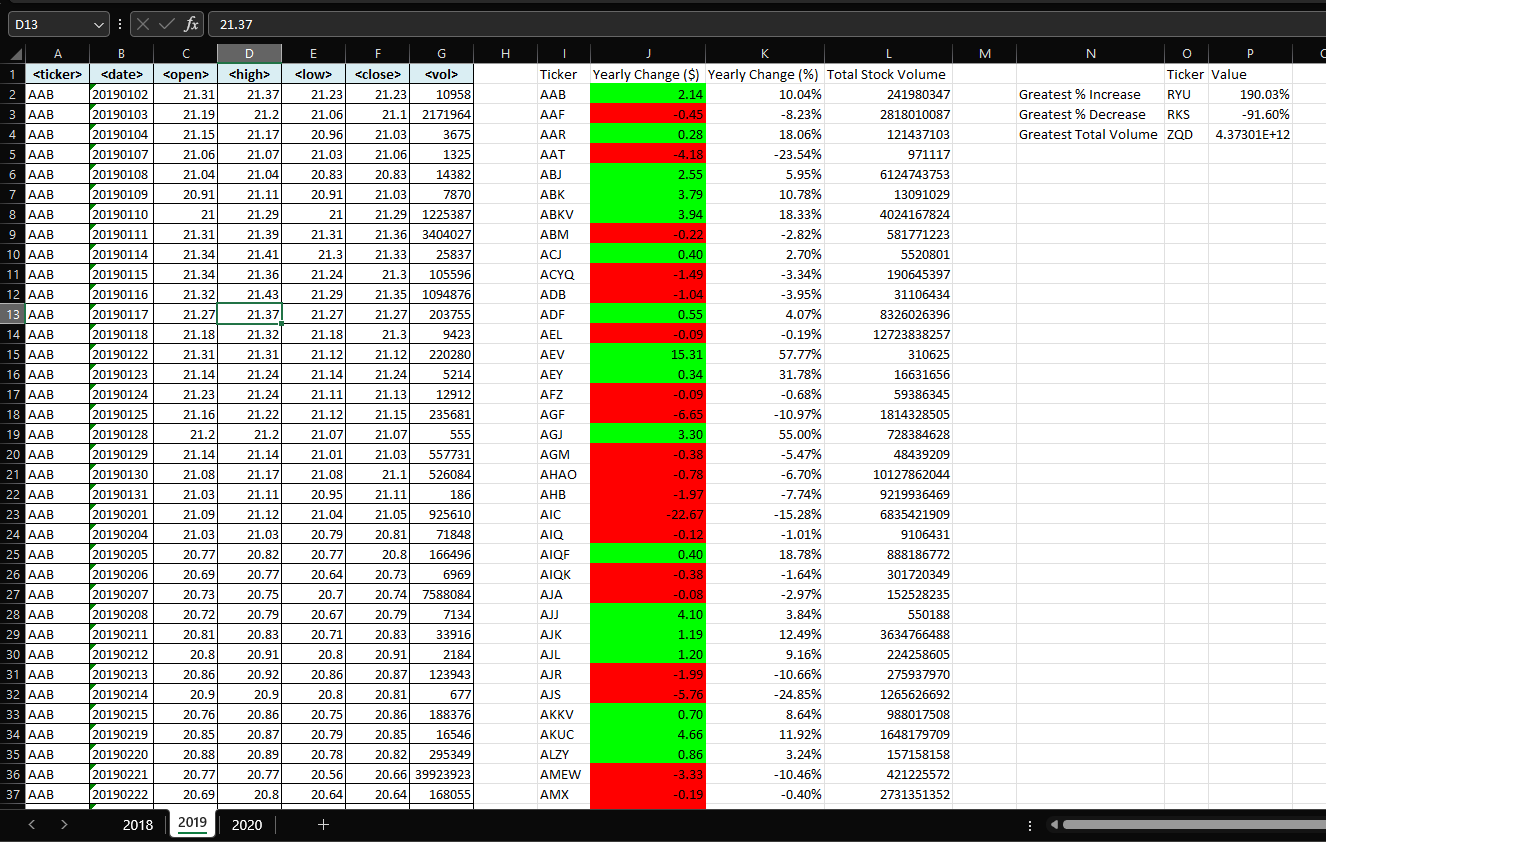 D13 fx 21.37
A B C D E F G H I J K L M N O P
1 <ticker> <date> <open> <high> <low> <close> <vol> Ticker Yearly Change ($) Yearly Change (%) Total Stock Volume Ticker Value
2 AAB 20190102 21.31 21.37 21.23 21.23 10958 AAB 2.14 10.04% 241980347 Greatest % Increase RYU 190.03%
3 AAB 20190103 21.19 21.2 21.06 21.1 2171964 AAF -0.45 -8.23% 2818010087 Greatest % Decrease RKS -91.60%
4 AAB 20190104 21.15 21.17 20.96 21.03 3675 AAR 0.28 18.06% 121437103 Greatest Total Volume ZQD 4.37301E+12
5 AAB 20190107 21.06 21.07 21.03 21.06 1325 AAT -4.18 -23.54% 971117
6 AAB 20190108 21.04 21.04 20.83 20.83 14382 ABJ 2.55 5.95% 6124743753
7 AAB 20190109 20.91 21.11 20.91 21.03 7870 ABK 3.79 10.78% 13091029
8 AAB 20190110 21 21.29 21 21.29 1225387 ABKV 3.94 18.33% 4024167824
9 AAB 20190111 21.31 21.39 21.31 21.36 3404027 ABM -0.22 -2.82% 581771223
10 AAB 20190114 21.34 21.41 21.3 21.33 25837 ACJ 0.40 2.70% 5520801
11 AAB 20190115 21.34 21.36 21.24 21.3 105596 ACYQ -1.49 -3.34% 190645397
12 AAB 20190116 21.32 21.43 21.29 21.35 1094876 ADB -1.04 -3.95% 31106434
13 AAB 20190117 21.27 21.37 21.27 21.27 203755 ADF 0.55 4.07% 8326026396
14 AAB 20190118 21.18 21.32 21.18 21.3 9423 AEL -0.09 -0.19% 12723838257
15 AAB 20190122 21.31 21.31 21.12 21.12 220280 AEV 15.31 57.77% 310625
16 AAB 20190123 21.14 21.24 21.14 21.24 5214 AEY 0.34 31.78% 16631656
17 AAB 20190124 21.23 21.24 21.11 21.13 12912 AFZ -0.09 -0.68% 59386345
18 AAB 20190125 21.16 21.22 21.12 21.15 235681 AGF -6.65 -10.97% 1814328505
19 AAB 20190128 21.2 21.2 21.07 21.07 555 AGJ 3.30 55.00% 728384628
20 AAB 20190129 21.14 21.14 21.01 21.03 557731 AGM -0.38 -5.47% 48439209
21 AAB 20190130 21.08 21.17 21.08 21.1 526084 AHAO -0.78 -6.70% 10127862044
22 AAB 20190131 21.03 21.11 20.95 21.11 186 AHB -1.97 -7.74% 9219936469
23 AAB 20190201 21.09 21.12 21.04 21.05 925610 AIC -22.67 -15.28% 6835421909
24 AAB 20190204 21.03 21.03 20.79 20.81 71848 AIQ -0.12 -1.01% 9106431
25 AAB 20190205 20.77 20.82 20.77 20.8 166496 AIQF 0.40 18.78% 888186772
26 AAB 20190206 20.69 20.77 20.64 20.73 6969 AIQK -0.38 -1.64% 301720349
27 AAB 20190207 20.73 20.75 20.7 20.74 7588084 AJA -0.08 -2.97% 152528235
28 AAB 20190208 20.72 20.79 20.67 20.79 7134 AJJ 4.10 3.84% 550188
29 AAB 20190211 20.81 20.83 20.71 20.83 33916 AJK 1.19 12.49% 3634766488
30 AAB 20190212 20.8 20.91 20.8 20.91 2184 AJL 1.20 9.16% 224258605
31 AAB 20190213 20.86 20.92 20.86 20.87 123943 AJR -1.99 -10.66% 275937970
32 AAB 20190214 20.9 20.9 20.8 20.81 677 AJS -5.76 -24.85% 1265626692
33 AAB 20190215 20.76 20.86 20.75 20.86 188376 AKKV 0.70 8.64% 988017508
34 AAB 20190219 20.85 20.87 20.79 20.85 16546 AKUC 4.66 11.92% 1648179709
35 AAB 20190220 20.88 20.89 20.78 20.82 295349 ALZY 0.86 3.24% 157158158
36 AAB 20190221 20.77 20.77 20.56 20.66 39923923 AMEW -3.33 -10.46% 421225572
37 AAB 20190222 20.69 20.8 20.64 20.64 168055 AMX -0.19 -0.40% 2731351352
2018 2019 2020 +